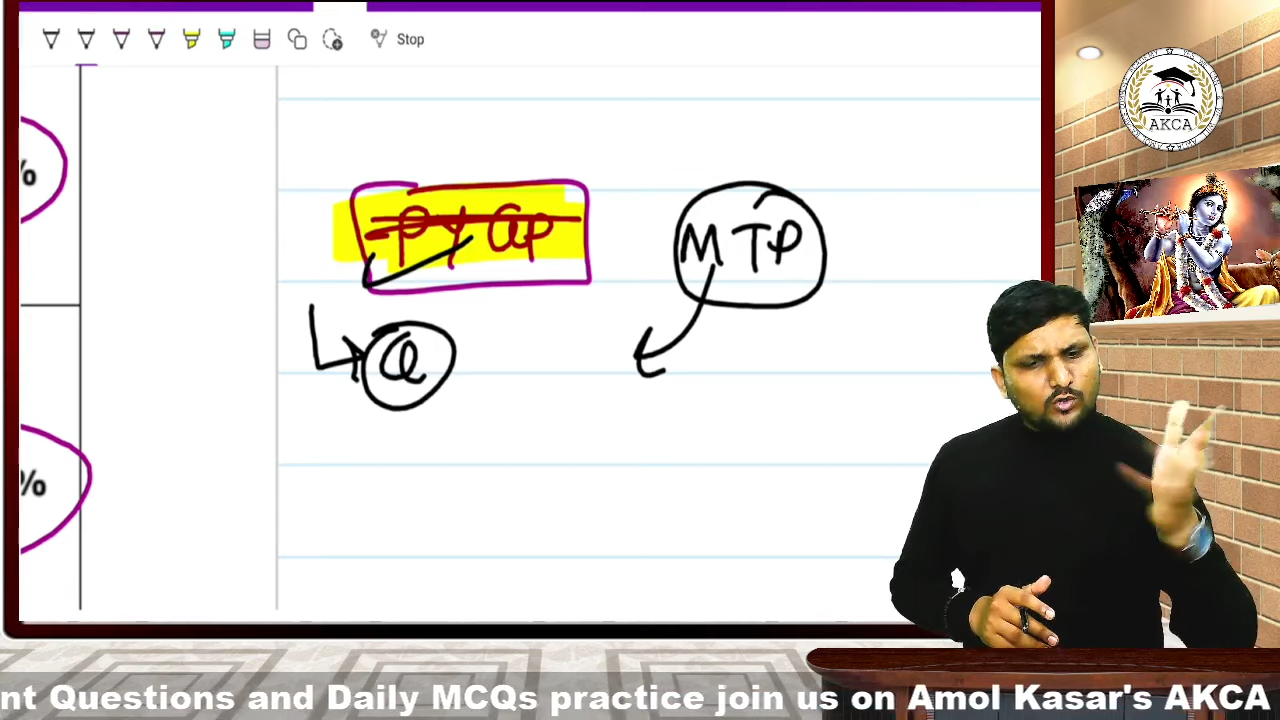 Stop
AKCA
%
PYQP
MTP
Q
%
nt Questions and Daily MCQs practice join us on Amol Kasar's AKCA